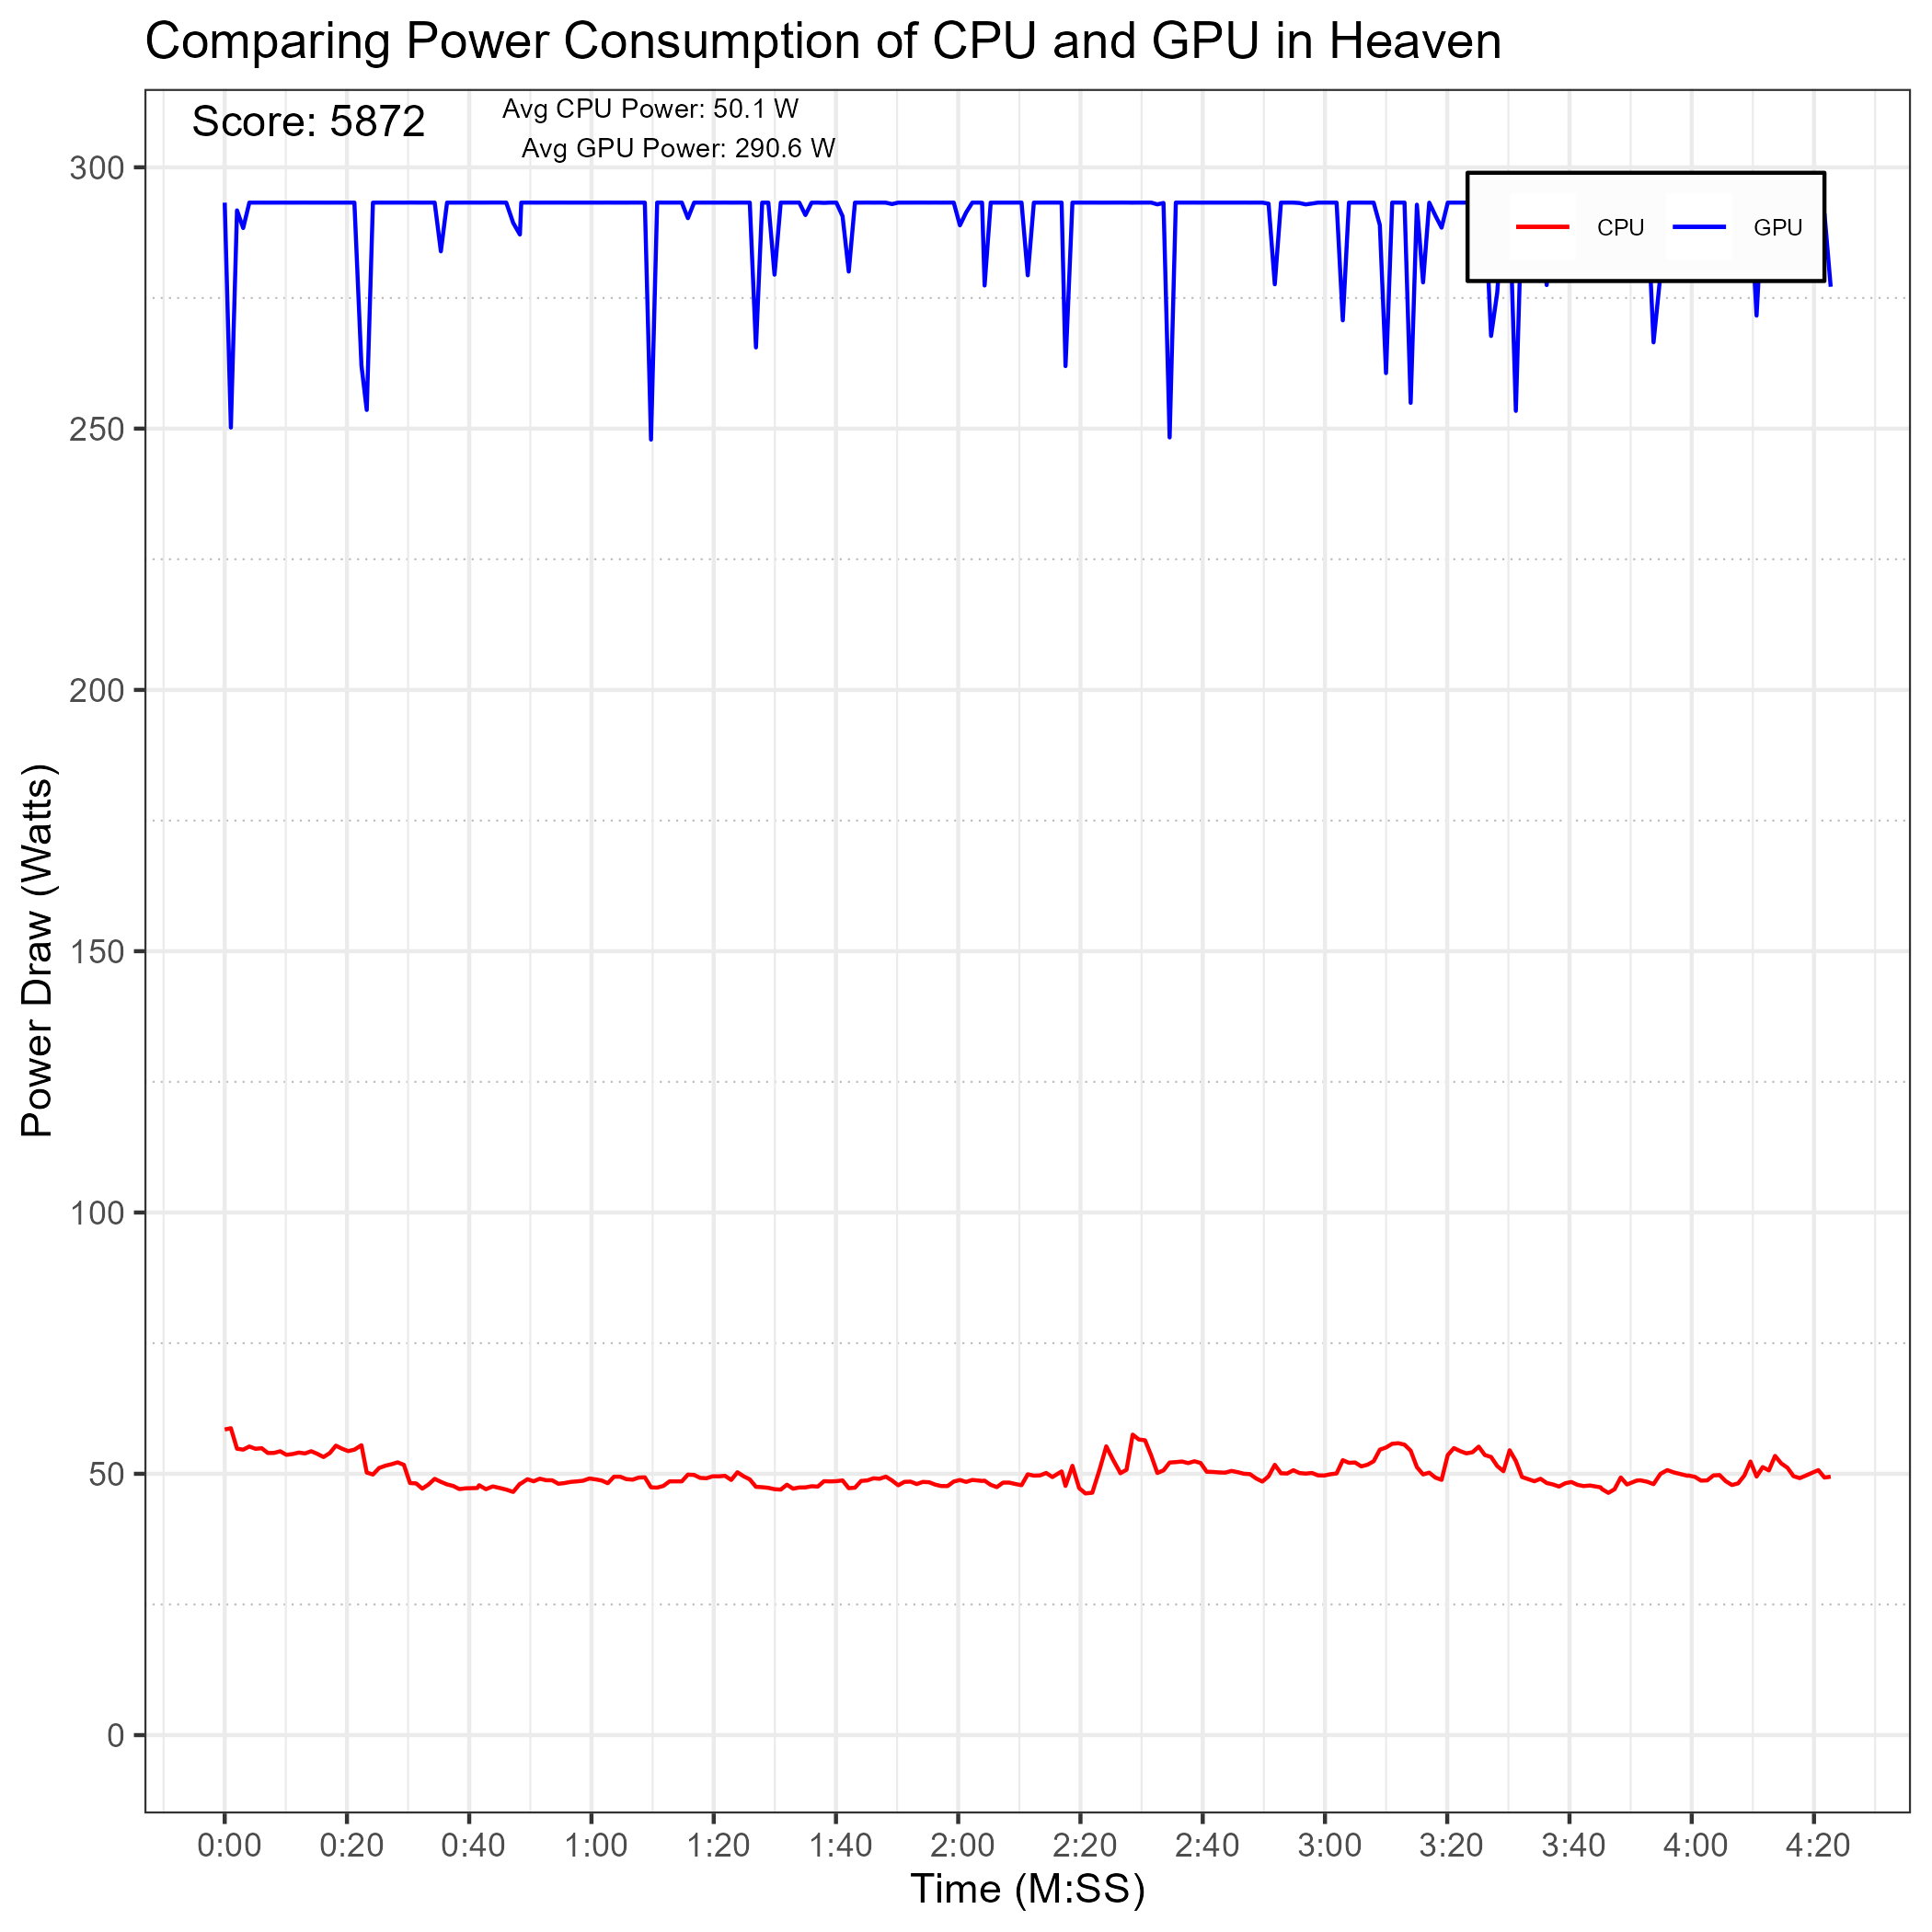 Comparing Power Consumption of CPU and GPU in Heaven
Score: 5872
Avg CPU Power: 50.1 W
Avg GPU Power: 290.6 W
CPU GPU
Power Draw (Watts)
300
250
200
150
100
50
0
0:00 0:20 0:40 1:00 1:20 1:40 2:00 2:20 2:40 3:00 3:20 3:40 4:00 4:20
Time (M:SS)